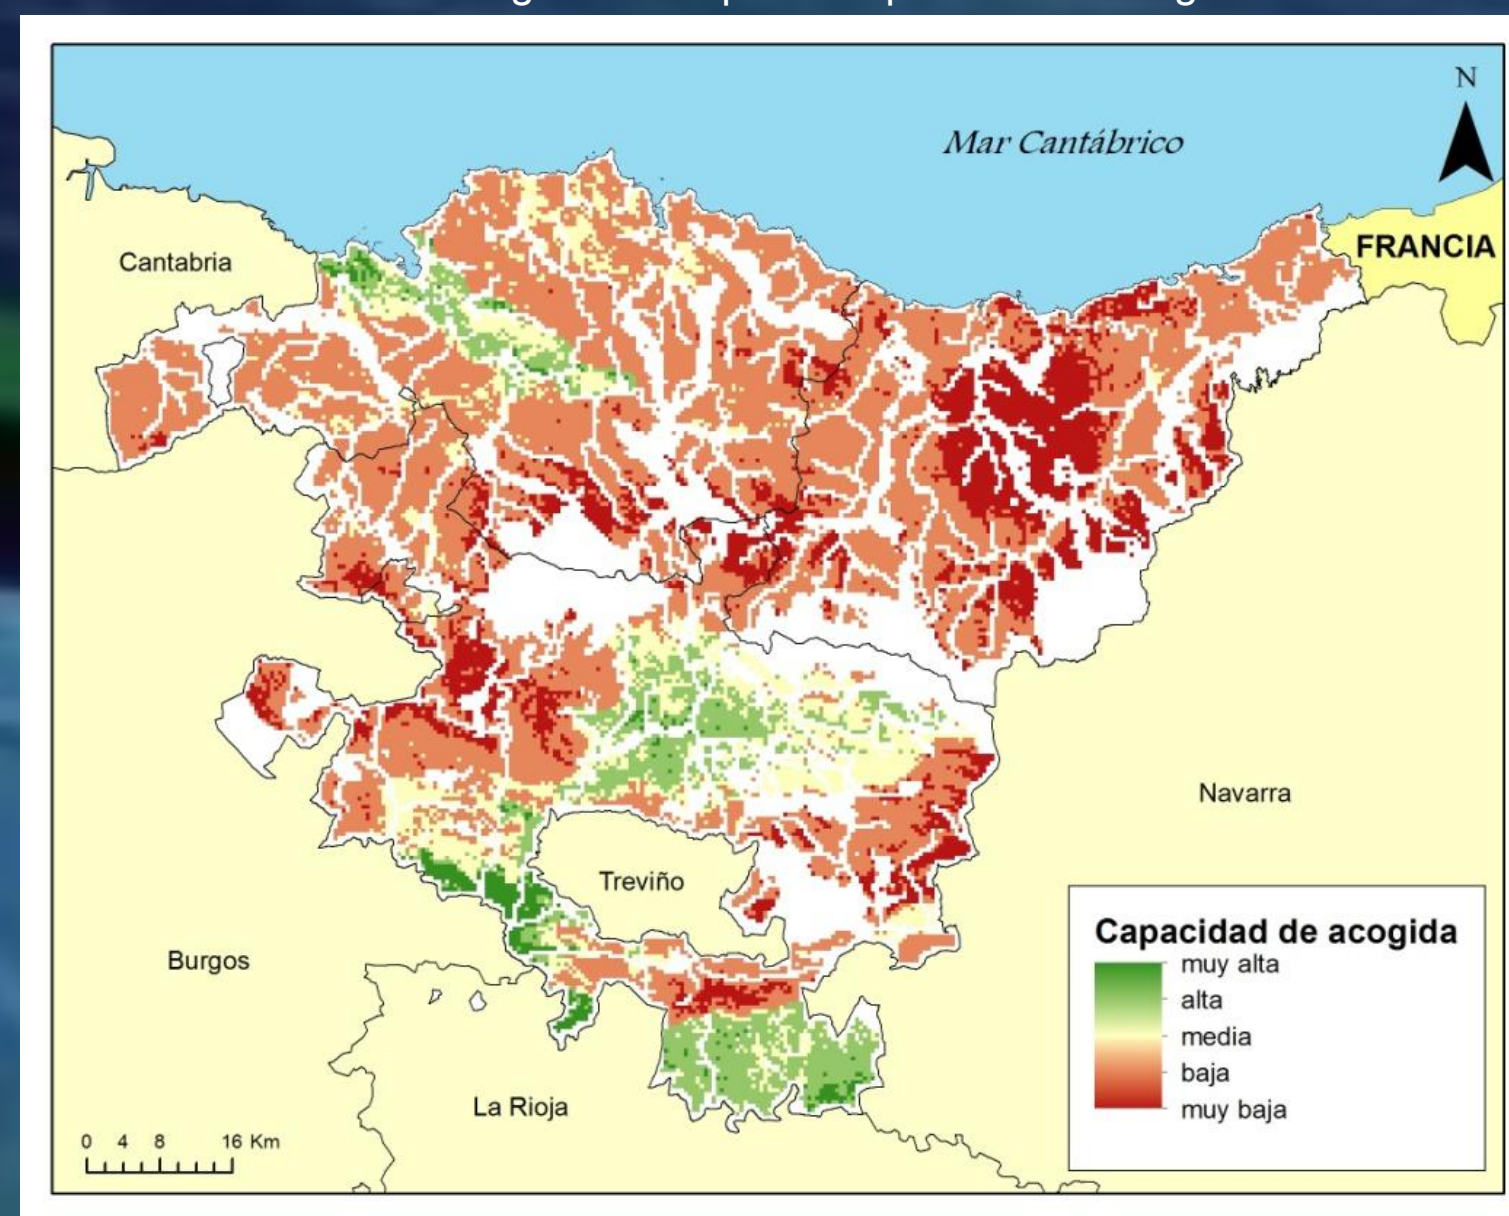 N
Mar Cantábrico
FRANCIA
Cantabria
Navarra
Treviño
Burgos
La Rioja
Capacidad de acogida
muy alta
alta
media
baja
muy baja
0 4 8 16 Km